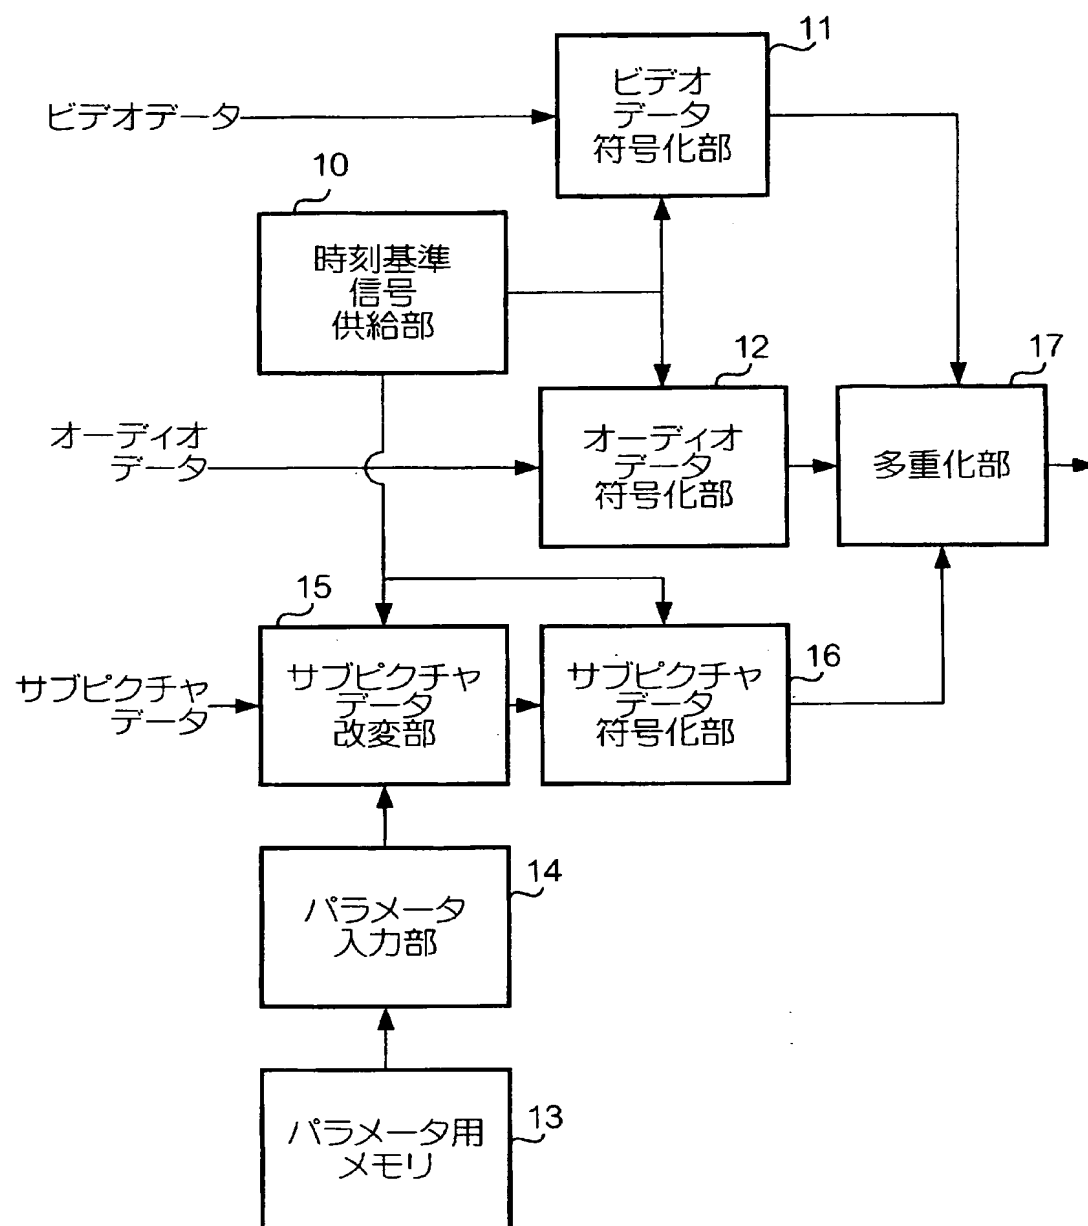 11
ビデオ
データ
符号化部
ビデオデータ
10
時刻基準
信号
供給部
12
オーディオ
データ
符号化部
17
多重化部
オーディオ
データ
15
サブピクチャ
データ
改変部
サブピクチャ
データ
符号化部
16
サブピクチャ
データ
14
パラメータ
入力部
13
パラメータ用
メモリ